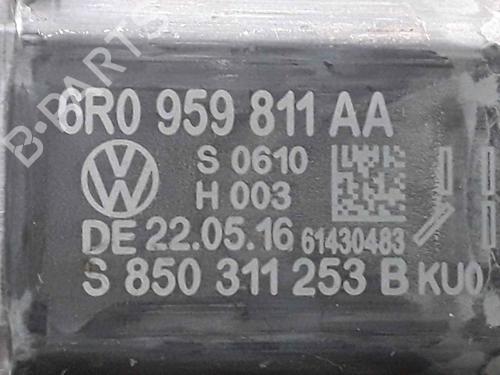 6R0 959 811 AA
S 0610
H 003
DE 22.05.16 61430483
S 850 311 253 B KU0
B-PARTS